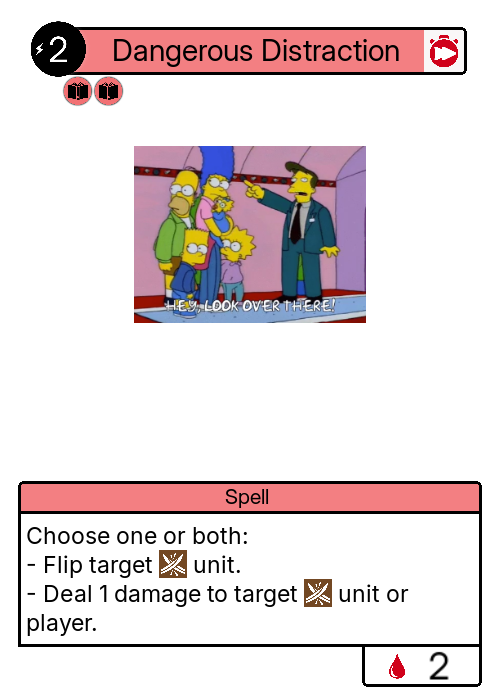 2 Dangerous Distraction
HEY, LOOK OVER THERE!
Spell
Choose one or both:
- Flip target unit.
- Deal 1 damage to target unit or
player.
2